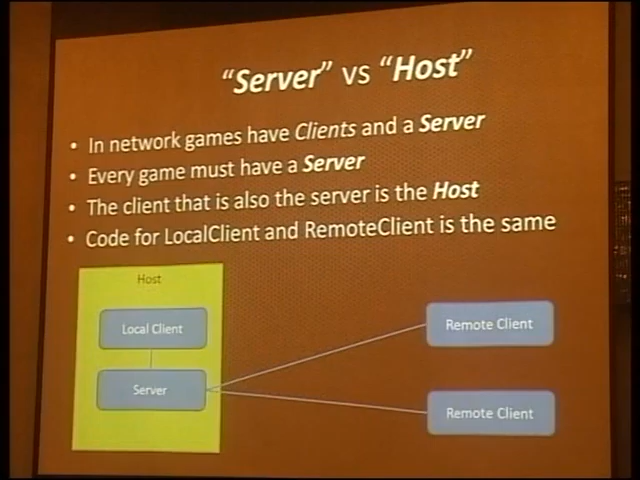 "Server" vs "Host"
• In network games have Clients and a Server
• Every game must have a Server
• The client that is also the server is the Host
• Code for LocalClient and RemoteClient is the same
Host
Local Client
Server
Remote Client
Remote Client